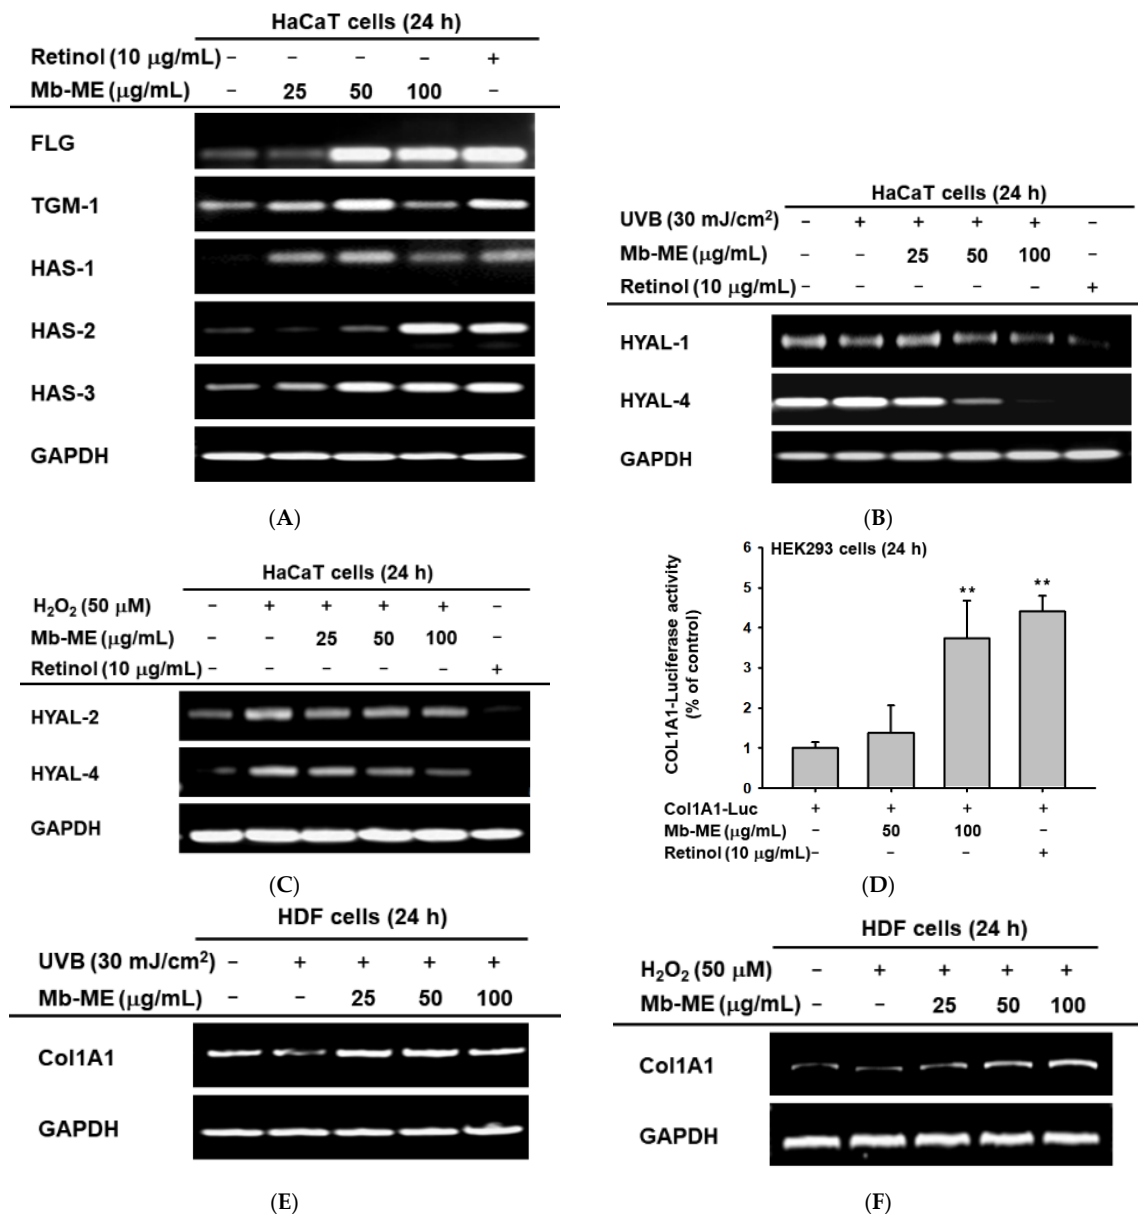 HaCaT cells (24 h)
Retinol (10 μg/mL) − − − − +
Mb-ME (μg/mL) − 25 50 100 −
FLG
TGM-1
HAS-1
HAS-2
HAS-3
GAPDH
(A)
HaCaT cells (24 h)
UVB (30 mJ/cm²) − + + + + −
Mb-ME (μg/mL) − − 25 50 100 −
Retinol (10 μg/mL) − − − − − +
HYAL-1
HYAL-4
GAPDH
(B)
HaCaT cells (24 h)
H₂O₂ (50 μM) − + + + + −
Mb-ME (μg/mL) − − 25 50 100 −
Retinol (10 μg/mL) − − − − − +
HYAL-2
HYAL-4
GAPDH
(C)
HEK293 cells (24 h)
COL1A1-Luciferase activity
(% of control)
6
5
4
3
2
1
0
** **
Col1A1-Luc + + + +
Mb-ME (μg/mL) − 50 100 −
Retinol (10 μg/mL) − − − +
(D)
HDF cells (24 h)
UVB (30 mJ/cm²) − + + + +
Mb-ME (μg/mL) − − 25 50 100
Col1A1
GAPDH
(E)
HDF cells (24 h)
H₂O₂ (50 μM) − + + + +
Mb-ME (μg/mL) − − 25 50 100
Col1A1
GAPDH
(F)